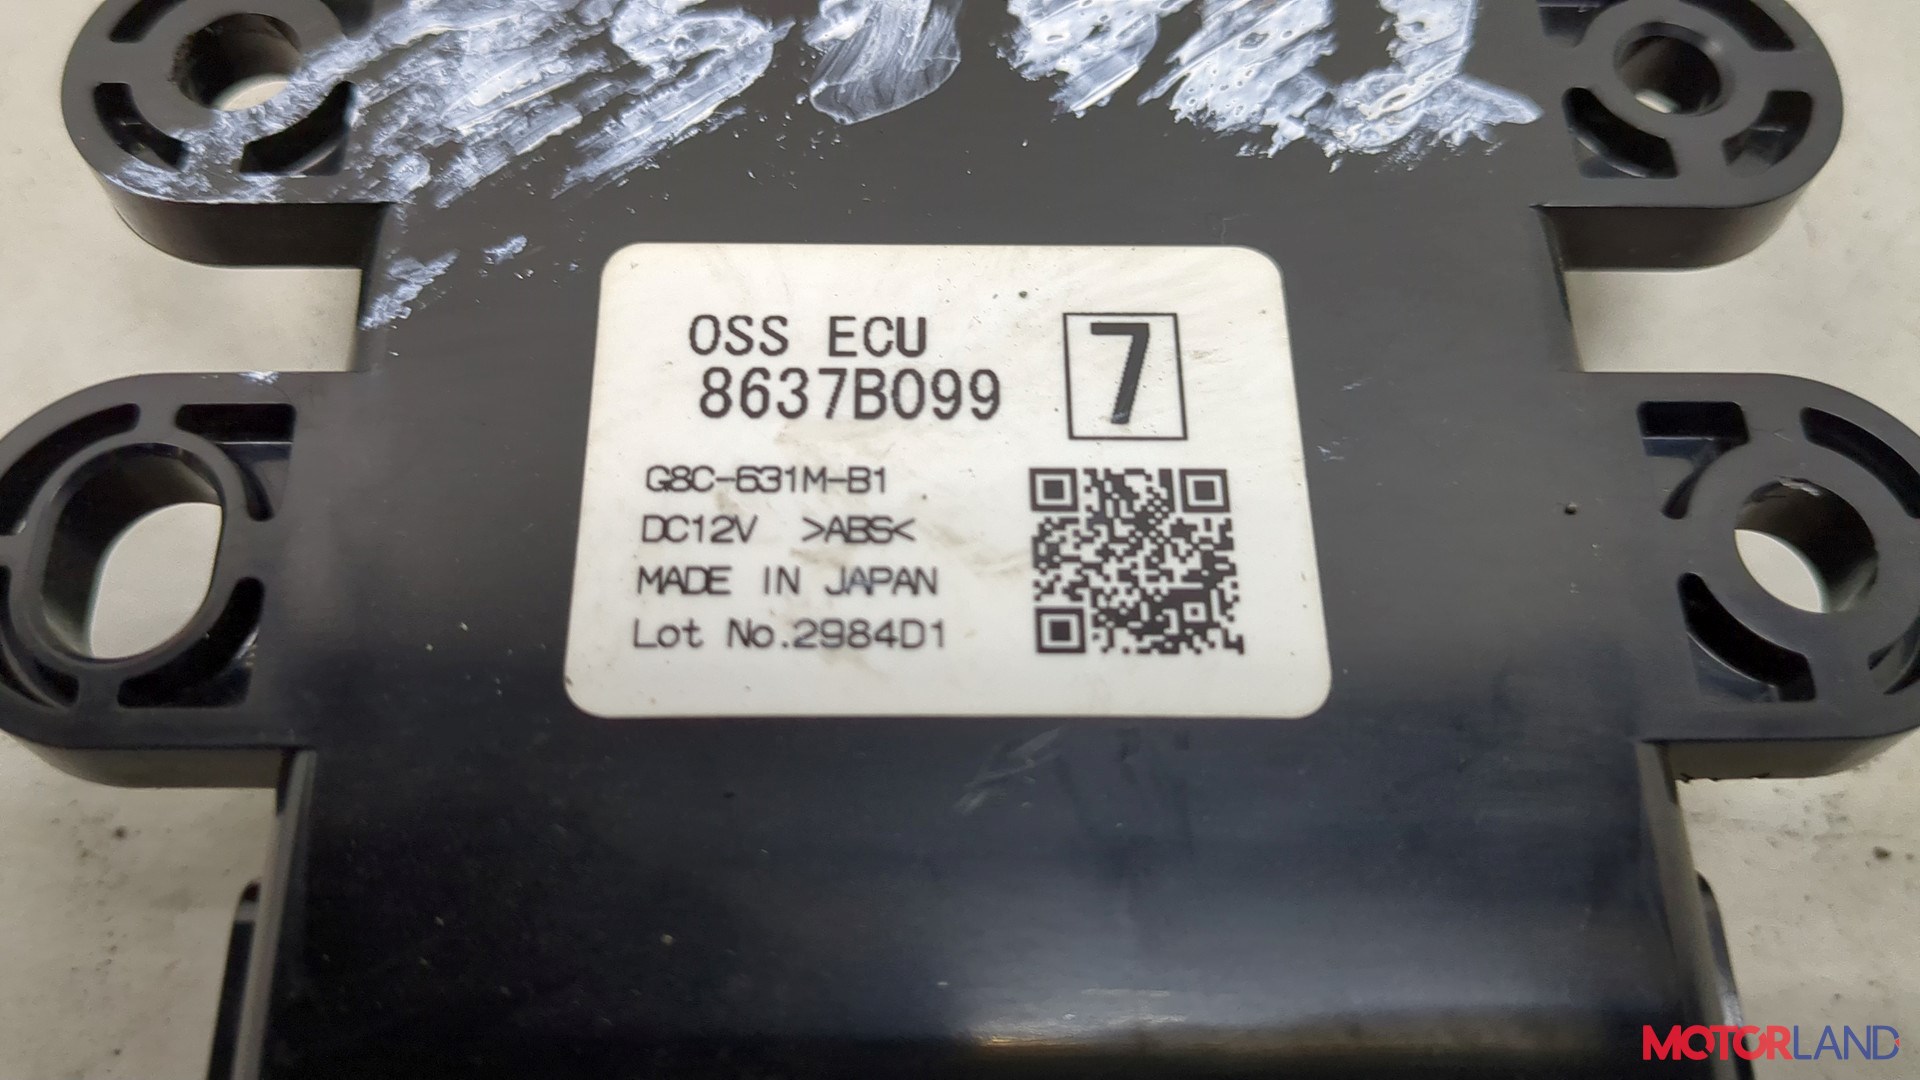 OSS ECU
8637B099
7
G8C-631M-B1
DC12V >ABS<
MADE IN JAPAN
Lot No.2984D1
MOTORLAND